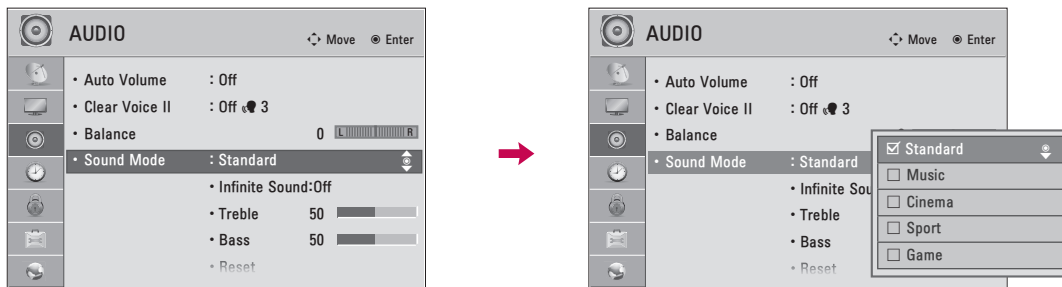 AUDIO
Move Enter
• Auto Volume : Off
• Clear Voice II : Off 3
• Balance 0 L R
• Sound Mode : Standard
• Infinite Sound:Off
• Treble 50
• Bass 50
• Reset
AUDIO
Move Enter
• Auto Volume : Off
• Clear Voice II : Off 3
• Balance
• Sound Mode : Standard
• Infinite Sou
• Treble
• Bass
• Reset
Standard
Music
Cinema
Sport
Game